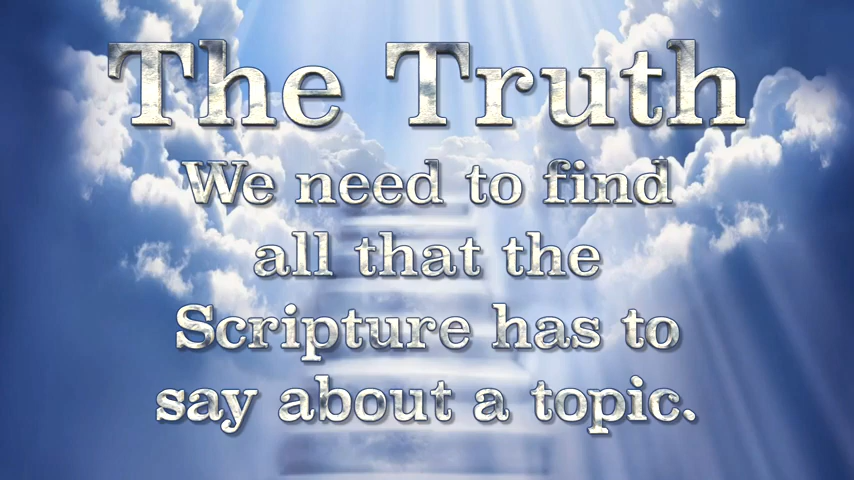 The Truth
We need to find
all that the
Scripture has to
say about a topic.